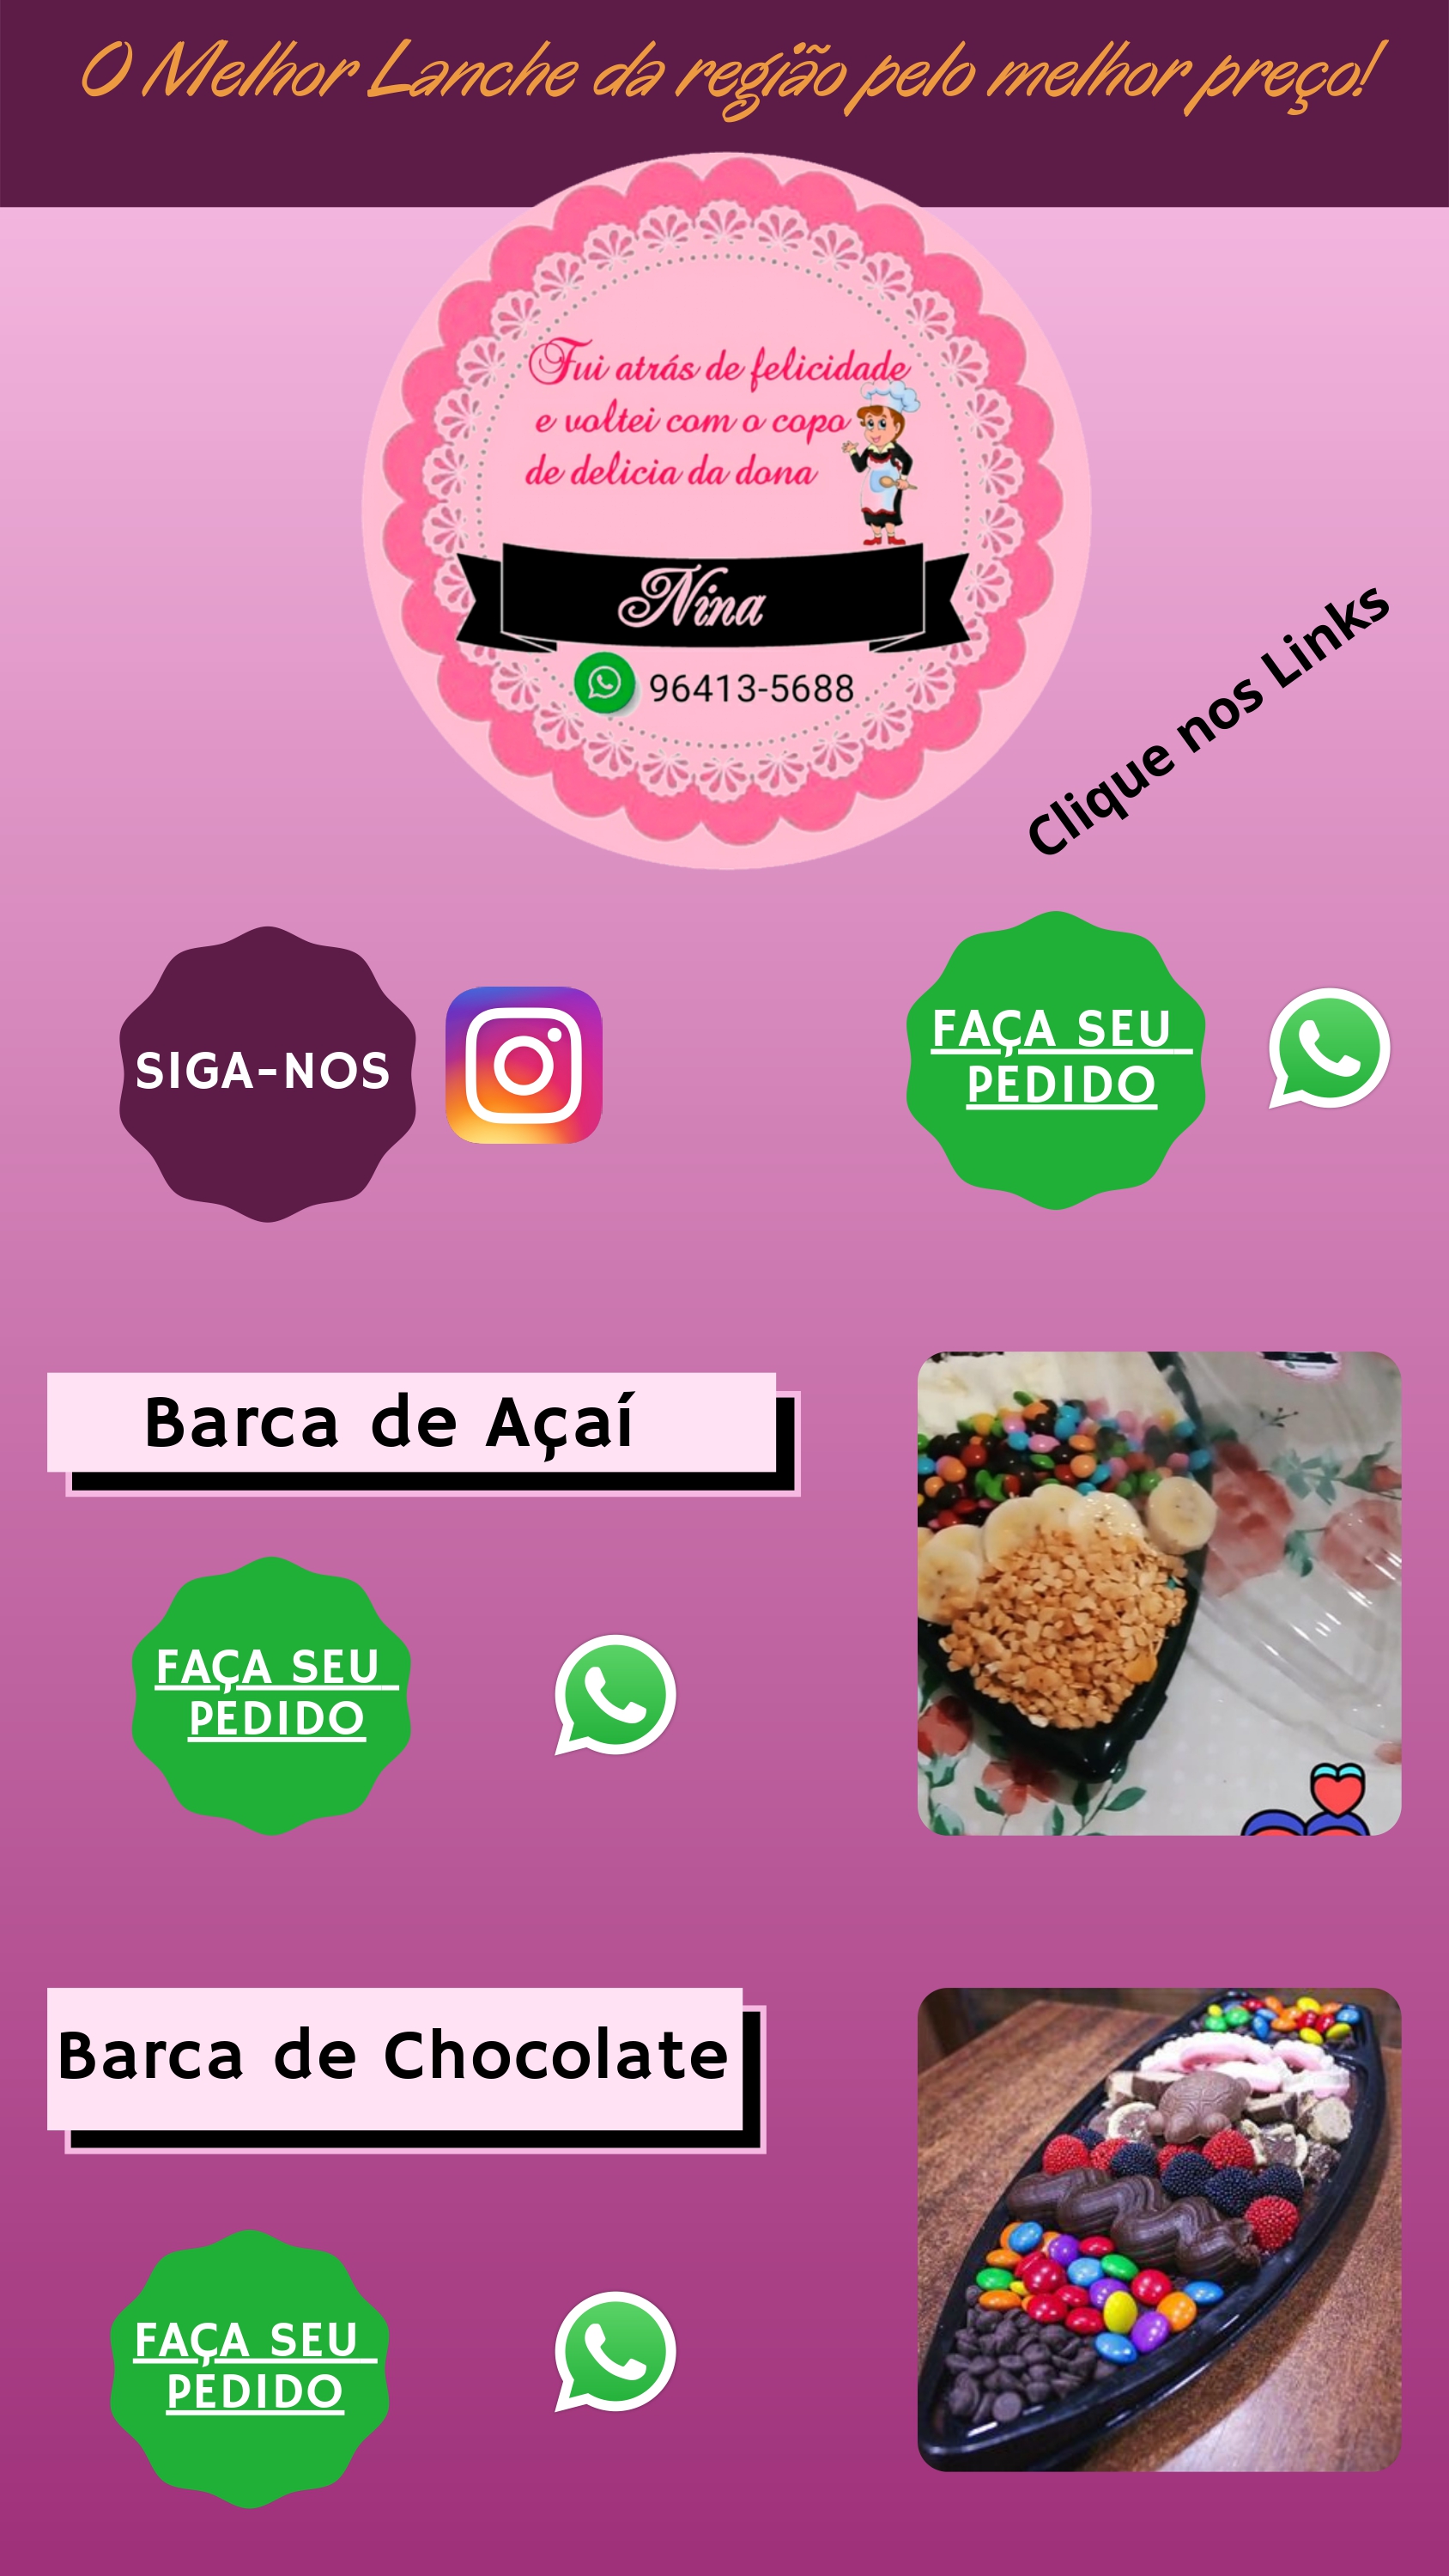 O Melhor Lanche da região pelo melhor preço!
Fui atrás de felicidade
e voltei com o copo
de delicia da dona
Nina
96413-5688
Clique nos Links
SIGA-NOS
FAÇA SEU
PEDIDO
Barca de Açaí
FAÇA SEU
PEDIDO
Barca de Chocolate
FAÇA SEU
PEDIDO